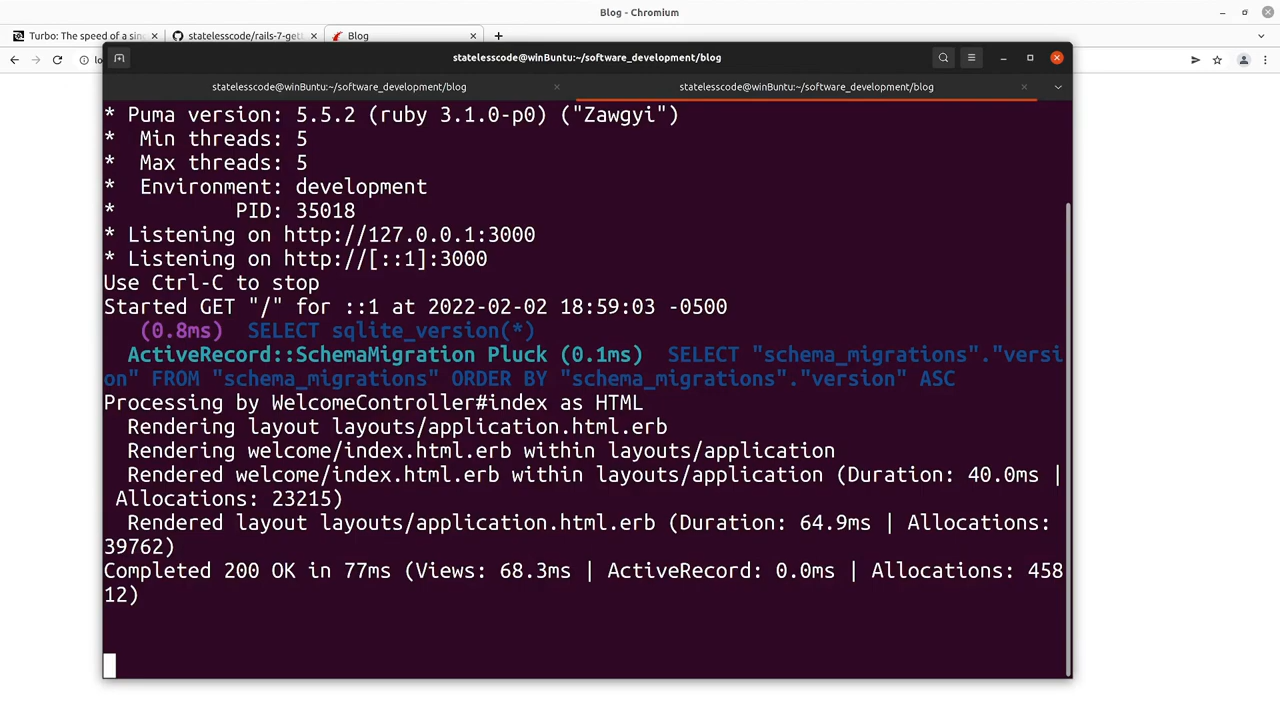 Blog - Chromium
Turbo: The speed of a sin
statelesscode/rails-7-get
Blog
statelesscode@winBuntu:~/software_development/blog
statelesscode@winBuntu:~/software_development/blog
statelesscode@winBuntu:~/software_development/blog
* Puma version: 5.5.2 (ruby 3.1.0-p0) ("Zawgyi")
*  Min threads: 5
*  Max threads: 5
*  Environment: development
*          PID: 35018
* Listening on http://127.0.0.1:3000
* Listening on http://[::1]:3000
Use Ctrl-C to stop
Started GET "/" for ::1 at 2022-02-02 18:59:03 -0500
   (0.8ms)  SELECT sqlite_version(*)
  ActiveRecord::SchemaMigration Pluck (0.1ms)  SELECT "schema_migrations"."versi
on" FROM "schema_migrations" ORDER BY "schema_migrations"."version" ASC
Processing by WelcomeController#index as HTML
  Rendering layout layouts/application.html.erb
  Rendering welcome/index.html.erb within layouts/application
  Rendered welcome/index.html.erb within layouts/application (Duration: 40.0ms |
 Allocations: 23215)
  Rendered layout layouts/application.html.erb (Duration: 64.9ms | Allocations:
39762)
Completed 200 OK in 77ms (Views: 68.3ms | ActiveRecord: 0.0ms | Allocations: 458
12)